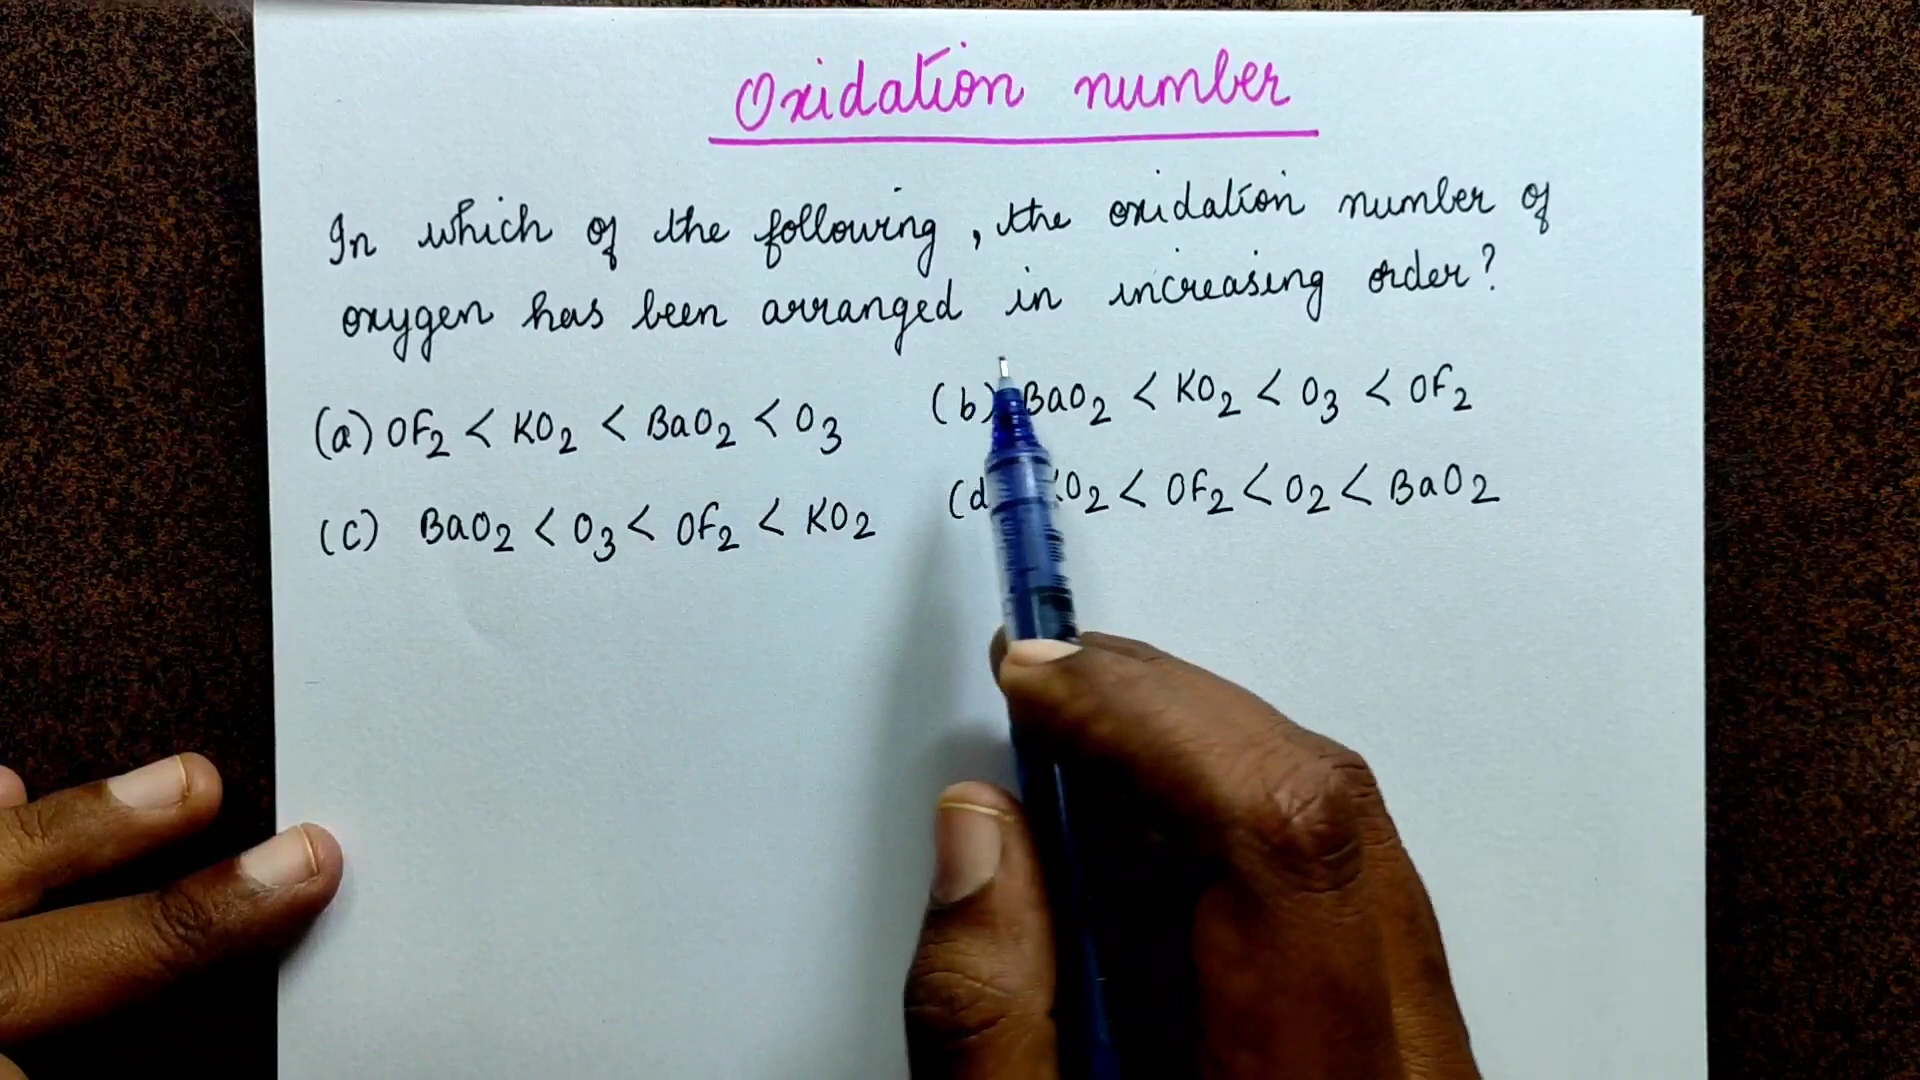 Oxidation number
In which of the following, the oxidation number of
oxygen has been arranged in increasing order?
(a) OF2 < KO2 < BaO2 < O3
(b) BaO2 < KO2 < O3 < OF2
(c) BaO2 < O3 < OF2 < KO2
(d O2 < OF2 < O2 < BaO2